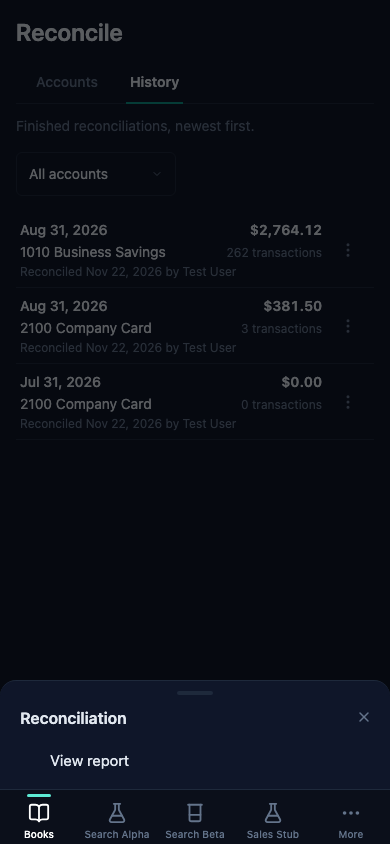 Reconcile
Accounts History
Finished reconciliations, newest first.
All accounts
Aug 31, 2026 $2,764.12
1010 Business Savings 262 transactions
Reconciled Nov 22, 2026 by Test User
Aug 31, 2026 $381.50
2100 Company Card 3 transactions
Reconciled Nov 22, 2026 by Test User
Jul 31, 2026 $0.00
2100 Company Card 0 transactions
Reconciled Nov 22, 2026 by Test User
Reconciliation
View report
Books Search Alpha Search Beta Sales Stub More